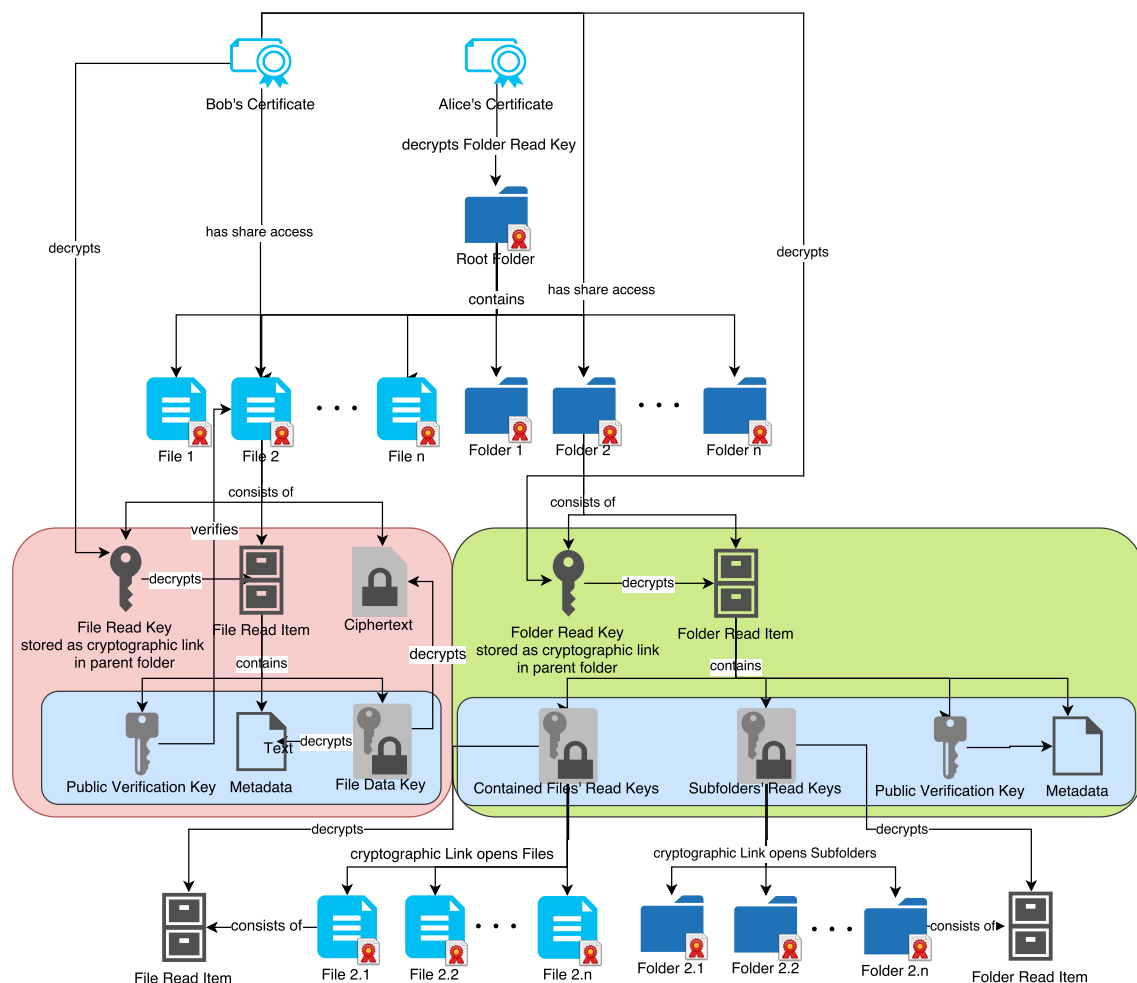 Bob's Certificate
Alice's Certificate
decrypts Folder Read Key
has share access
decrypts
decrypts
Root Folder
has share access
contains
File 1
File 2
File n
Folder 1
Folder 2
Folder n
consists of
consists of
verifies
decrypts
decrypts
File Read Key
stored as cryptographic link
in parent folder
File Read Item
Ciphertext
Folder Read Key
stored as cryptographic link
in parent folder
Folder Read Item
contains
decrypts
contains
Text
decrypts
Public Verification Key
Metadata
File Data Key
Contained Files' Read Keys
Subfolders' Read Keys
Public Verification Key
Metadata
decrypts
decrypts
cryptographic Link opens Files
cryptographic Link opens Subfolders
consists of
consists of
File Read Item
File 2.1
File 2.2
File 2.n
Folder 2.1
Folder 2.2
Folder 2.n
Folder Read Item